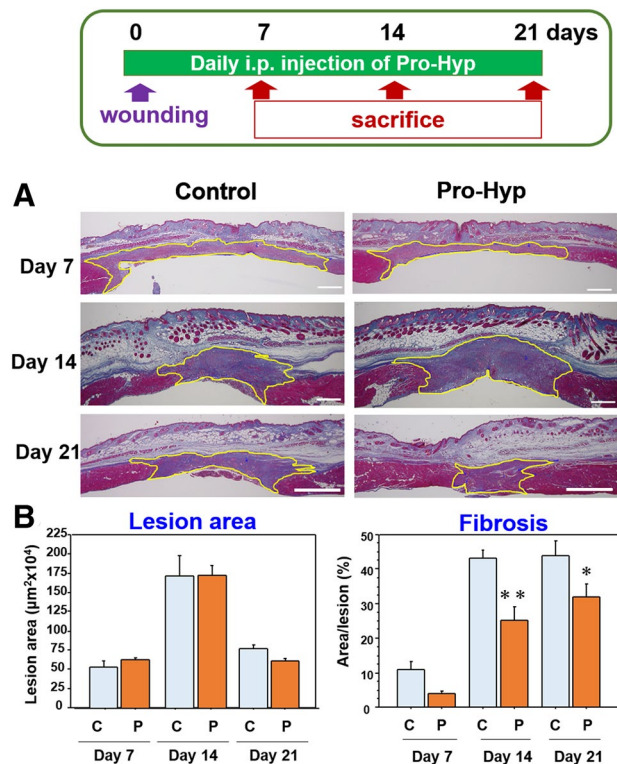 0 7 14 21 days
Daily i.p. injection of Pro-Hyp
wounding
sacrifice
A
Control Pro-Hyp
Day 7
Day 14
Day 21
B
Lesion area
Lesion area (µm²x10⁴)
225
200
175
150
125
100
75
50
25
0
C P C P C P
Day 7 Day 14 Day 21
Fibrosis
Area/lesion (%)
50
40
30
20
10
0
**
*
C P C P C P
Day 7 Day 14 Day 21